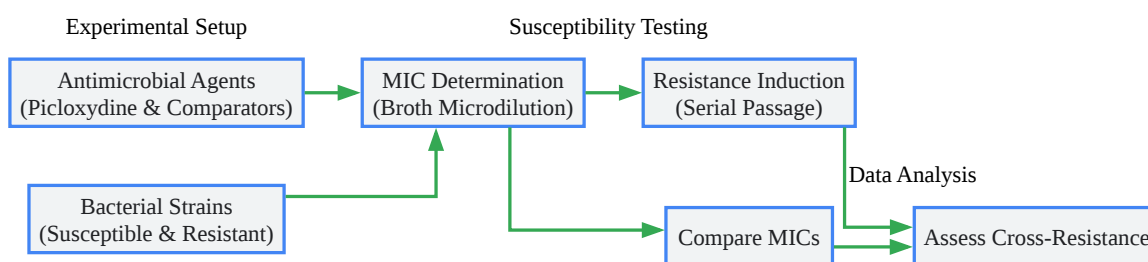 Experimental Setup
Susceptibility Testing
Antimicrobial Agents
(Picloxydine & Comparators)
MIC Determination
(Broth Microdilution)
Resistance Induction
(Serial Passage)
Data Analysis
Bacterial Strains
(Susceptible & Resistant)
Compare MICs
Assess Cross-Resistance